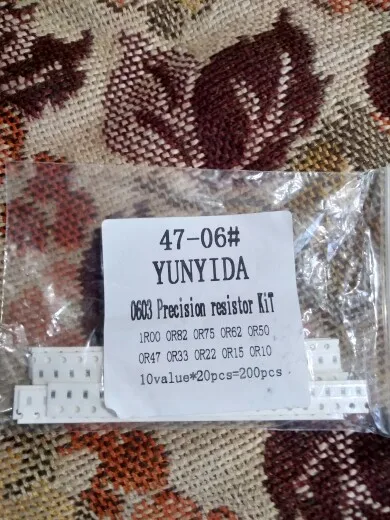 47-06#
YUNYIDA
0603 Precision resistor KiT
1R00 0R82 0R75 0R62 0R50
0R47 0R33 0R22 0R15 0R10
10value*20pcs=200pcs